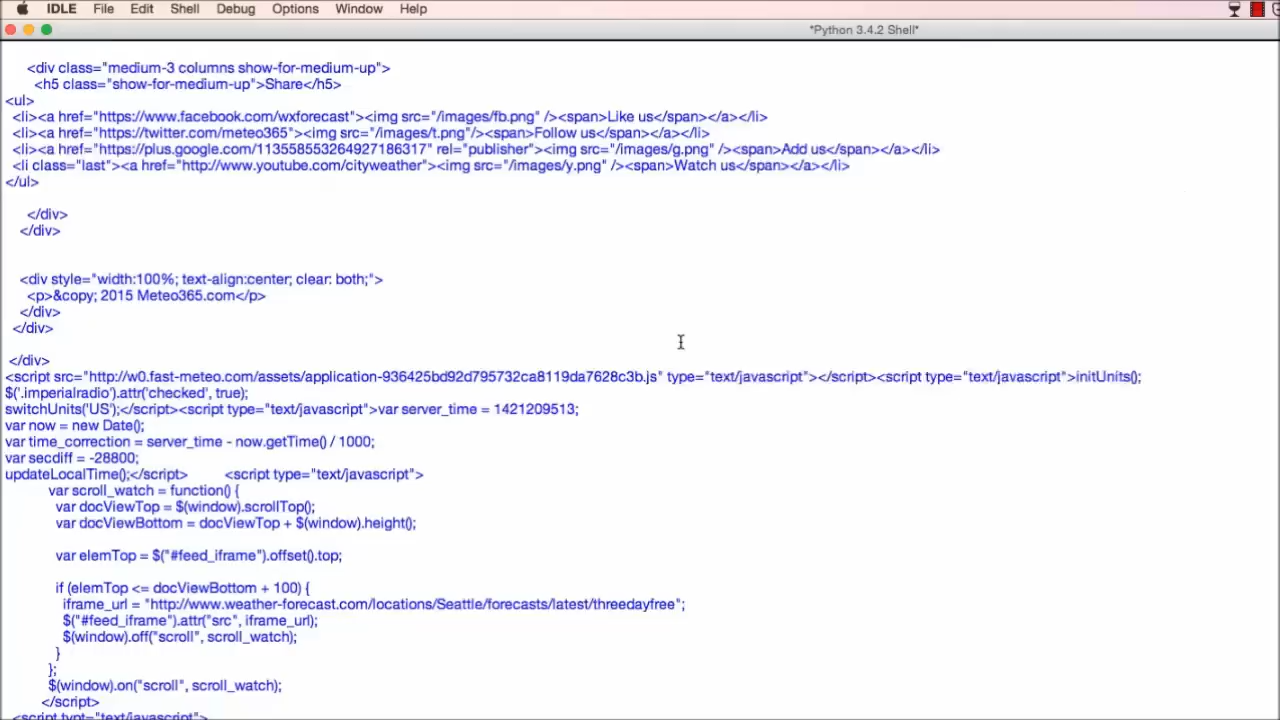 IDLE File Edit Shell Debug Options Window Help
*Python 3.4.2 Shell*
<div class="medium-3 columns show-for-medium-up">
<h5 class="show-for-medium-up">Share</h5>
<ul>
<li><a href="https://www.facebook.com/wxforecast"><img src="/images/fb.png" /><span>Like us</span></a></li>
<li><a href="https://twitter.com/meteo365"><img src="/images/t.png"/><span>Follow us</span></a></li>
<li><a href="https://plus.google.com/113558553264927186317" rel="publisher"><img src="/images/g.png" /><span>Add us</span></a></li>
<li class="last"><a href="http://www.youtube.com/cityweather"><img src="/images/y.png" /><span>Watch us</span></a></li>
</ul>
</div>
</div>
<div style="width:100%; text-align:center; clear: both;">
<p>&copy; 2015 Meteo365.com</p>
</div>
</div>
</div>
<script src="http://w0.fast-meteo.com/assets/application-936425bd92d795732ca8119da7628c3b.js" type="text/javascript"></script><script type="text/javascript">initUnits();
$('.imperialradio').attr('checked', true);
switchUnits('US');</script><script type="text/javascript">var server_time = 1421209513;
var now = new Date();
var time_correction = server_time - now.getTime() / 1000;
var secdiff = -28800;
updateLocalTime();</script> <script type="text/javascript">
var scroll_watch = function() {
var docViewTop = $(window).scrollTop();
var docViewBottom = docViewTop + $(window).height();
var elemTop = $("#feed_iframe").offset().top;
if (elemTop <= docViewBottom + 100) {
iframe_url = "http://www.weather-forecast.com/locations/Seattle/forecasts/latest/threedayfree";
$("#feed_iframe").attr("src", iframe_url);
$(window).off("scroll", scroll_watch);
}
};
$(window).on("scroll", scroll_watch);
</script>
<script type="text/javascript">